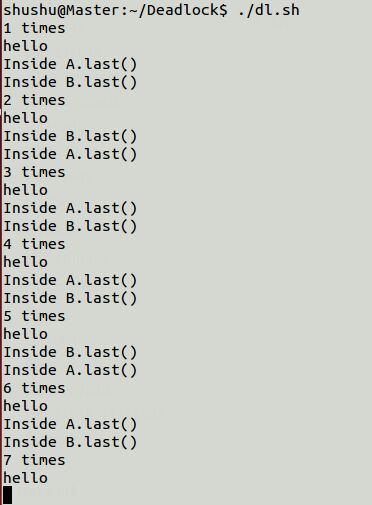 shushu@Master:~/Deadlock$ ./dl.sh
1 times
hello
Inside A.last()
Inside B.last()
2 times
hello
Inside B.last()
Inside A.last()
3 times
hello
Inside A.last()
Inside B.last()
4 times
hello
Inside A.last()
Inside B.last()
5 times
hello
Inside B.last()
Inside A.last()
6 times
hello
Inside A.last()
Inside B.last()
7 times
hello